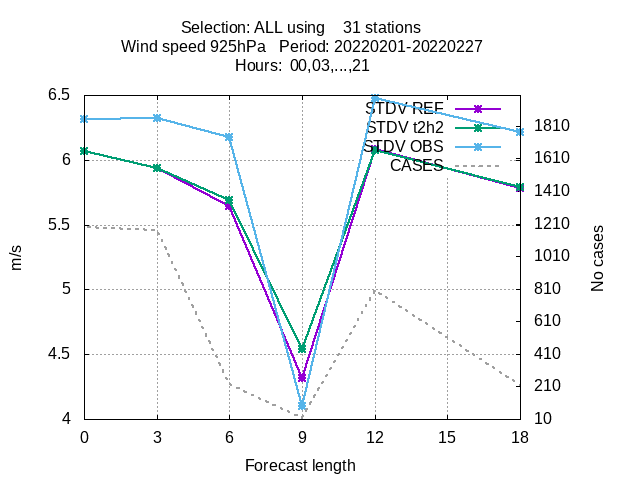 Selection: ALL using    31 stations
Wind speed 925hPa   Period: 20220201-20220227
Hours:  00,03,...,21
STDV REF
STDV t2h2
STDV OBS
CASES
6.5
6
5.5
5
4.5
4
m/s
1810
1610
1410
1210
1010
810
610
410
210
10
No cases
0 3 6 9 12 15 18
Forecast length